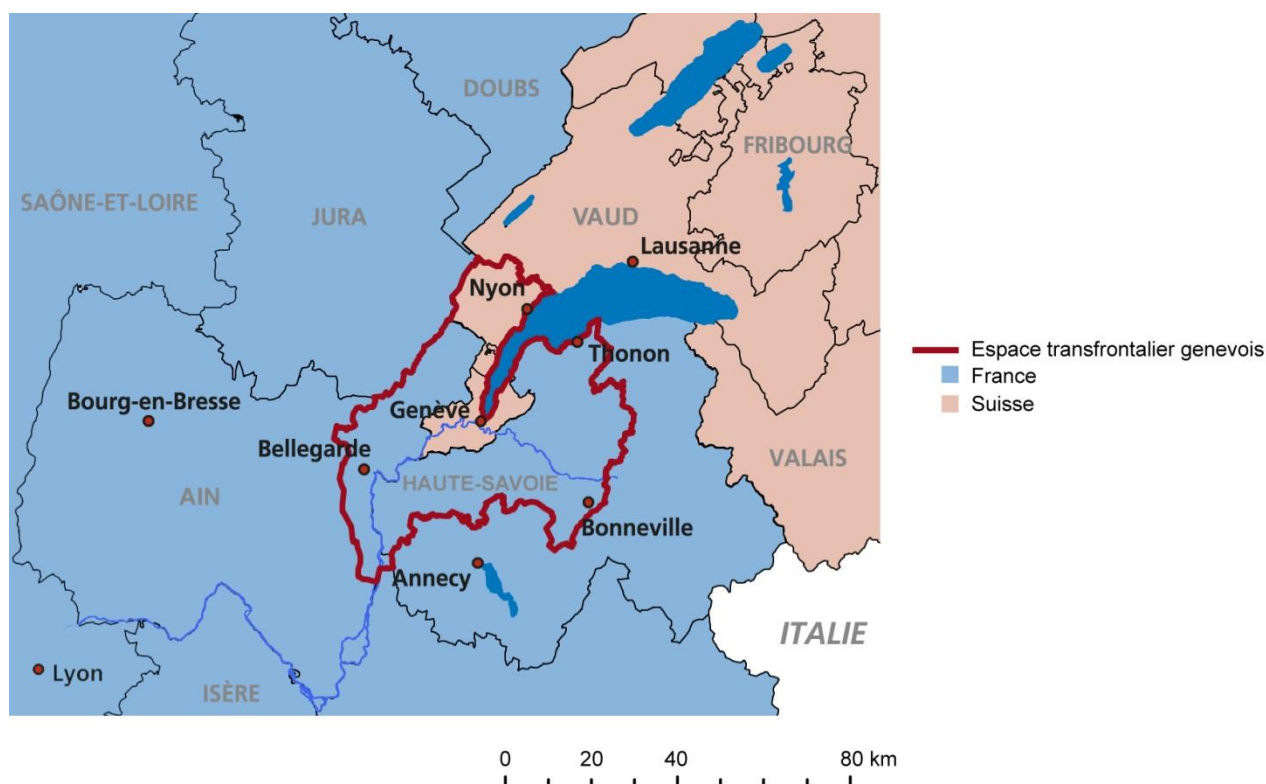 DOUBS
FRIBOURG
SAÔNE-ET-LOIRE
JURA
VAUD
Lausanne
Nyon
Thonon
Espace transfrontalier genevois
France
Suisse
Bourg-en-Bresse
Genève
Bellegarde
VALAIS
HAUTE-SAVOIE
AIN
Bonneville
Annecy
ITALIE
Lyon
ISÈRE
0 20 40 80 km